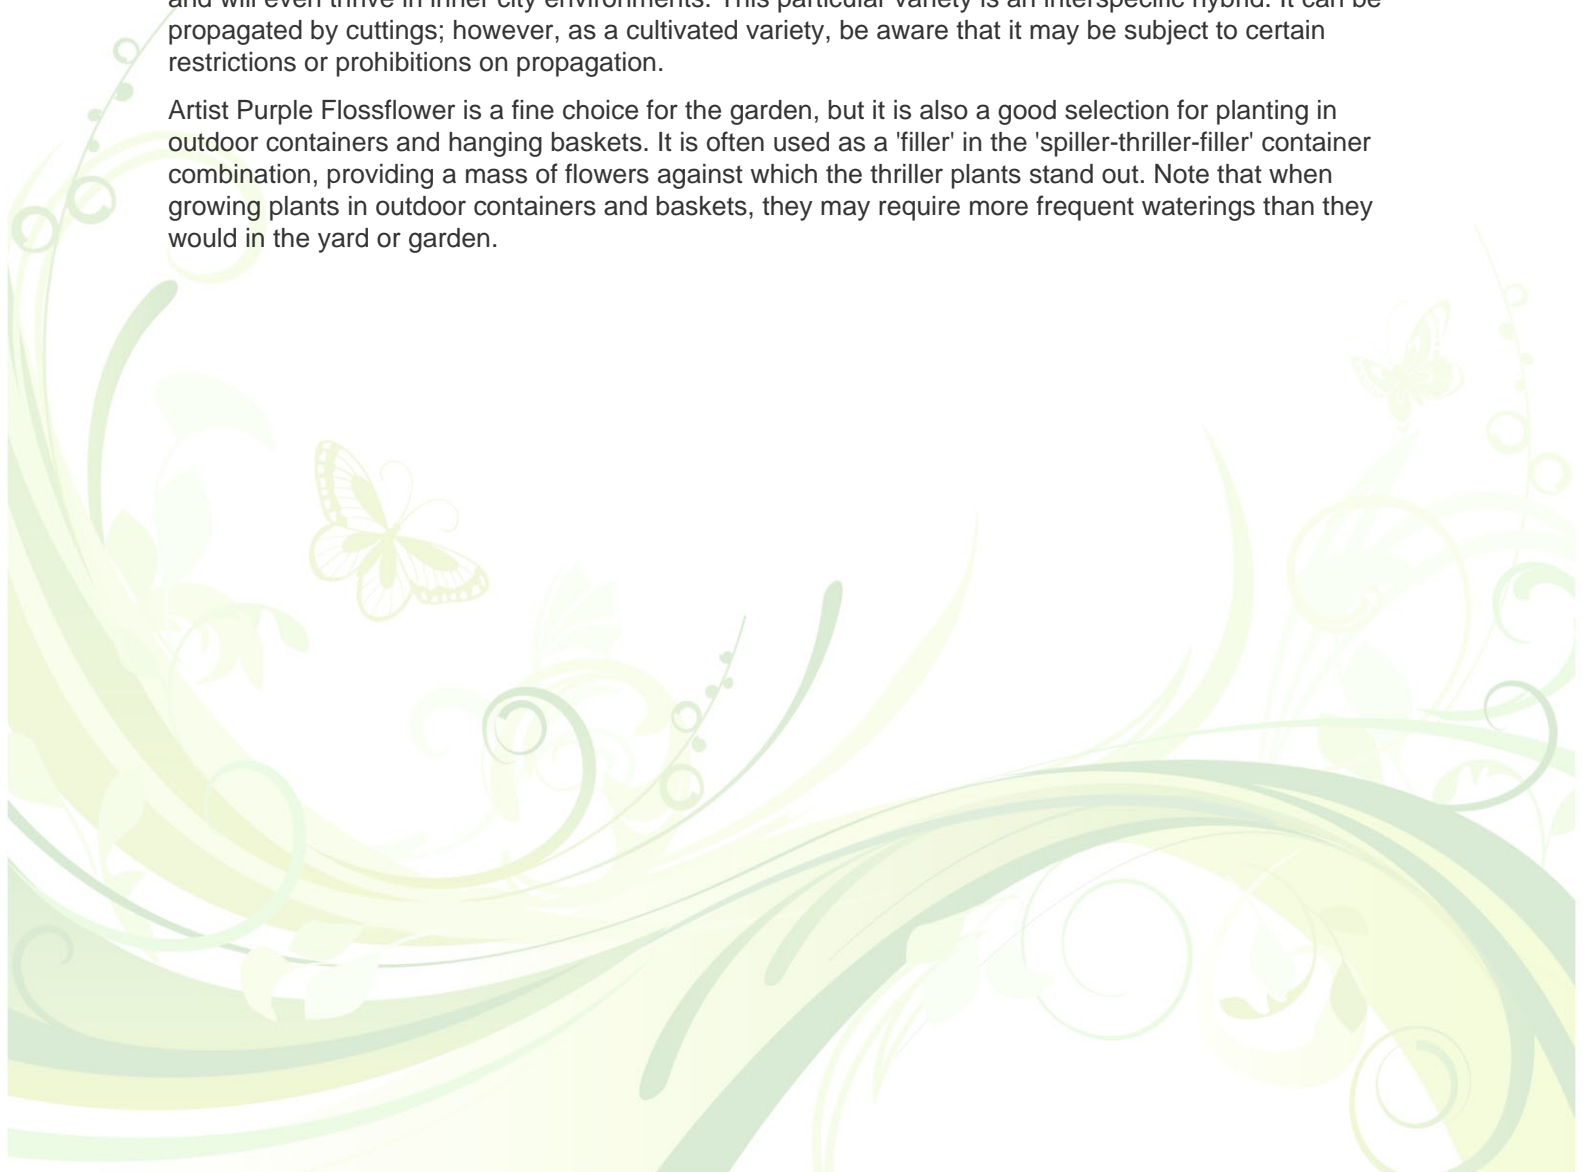 and will even thrive in inner city environments. This particular variety is an interspecific hybrid. It can be
propagated by cuttings; however, as a cultivated variety, be aware that it may be subject to certain
restrictions or prohibitions on propagation.
Artist Purple Flossflower is a fine choice for the garden, but it is also a good selection for planting in
outdoor containers and hanging baskets. It is often used as a 'filler' in the 'spiller-thriller-filler' container
combination, providing a mass of flowers against which the thriller plants stand out. Note that when
growing plants in outdoor containers and baskets, they may require more frequent waterings than they
would in the yard or garden.